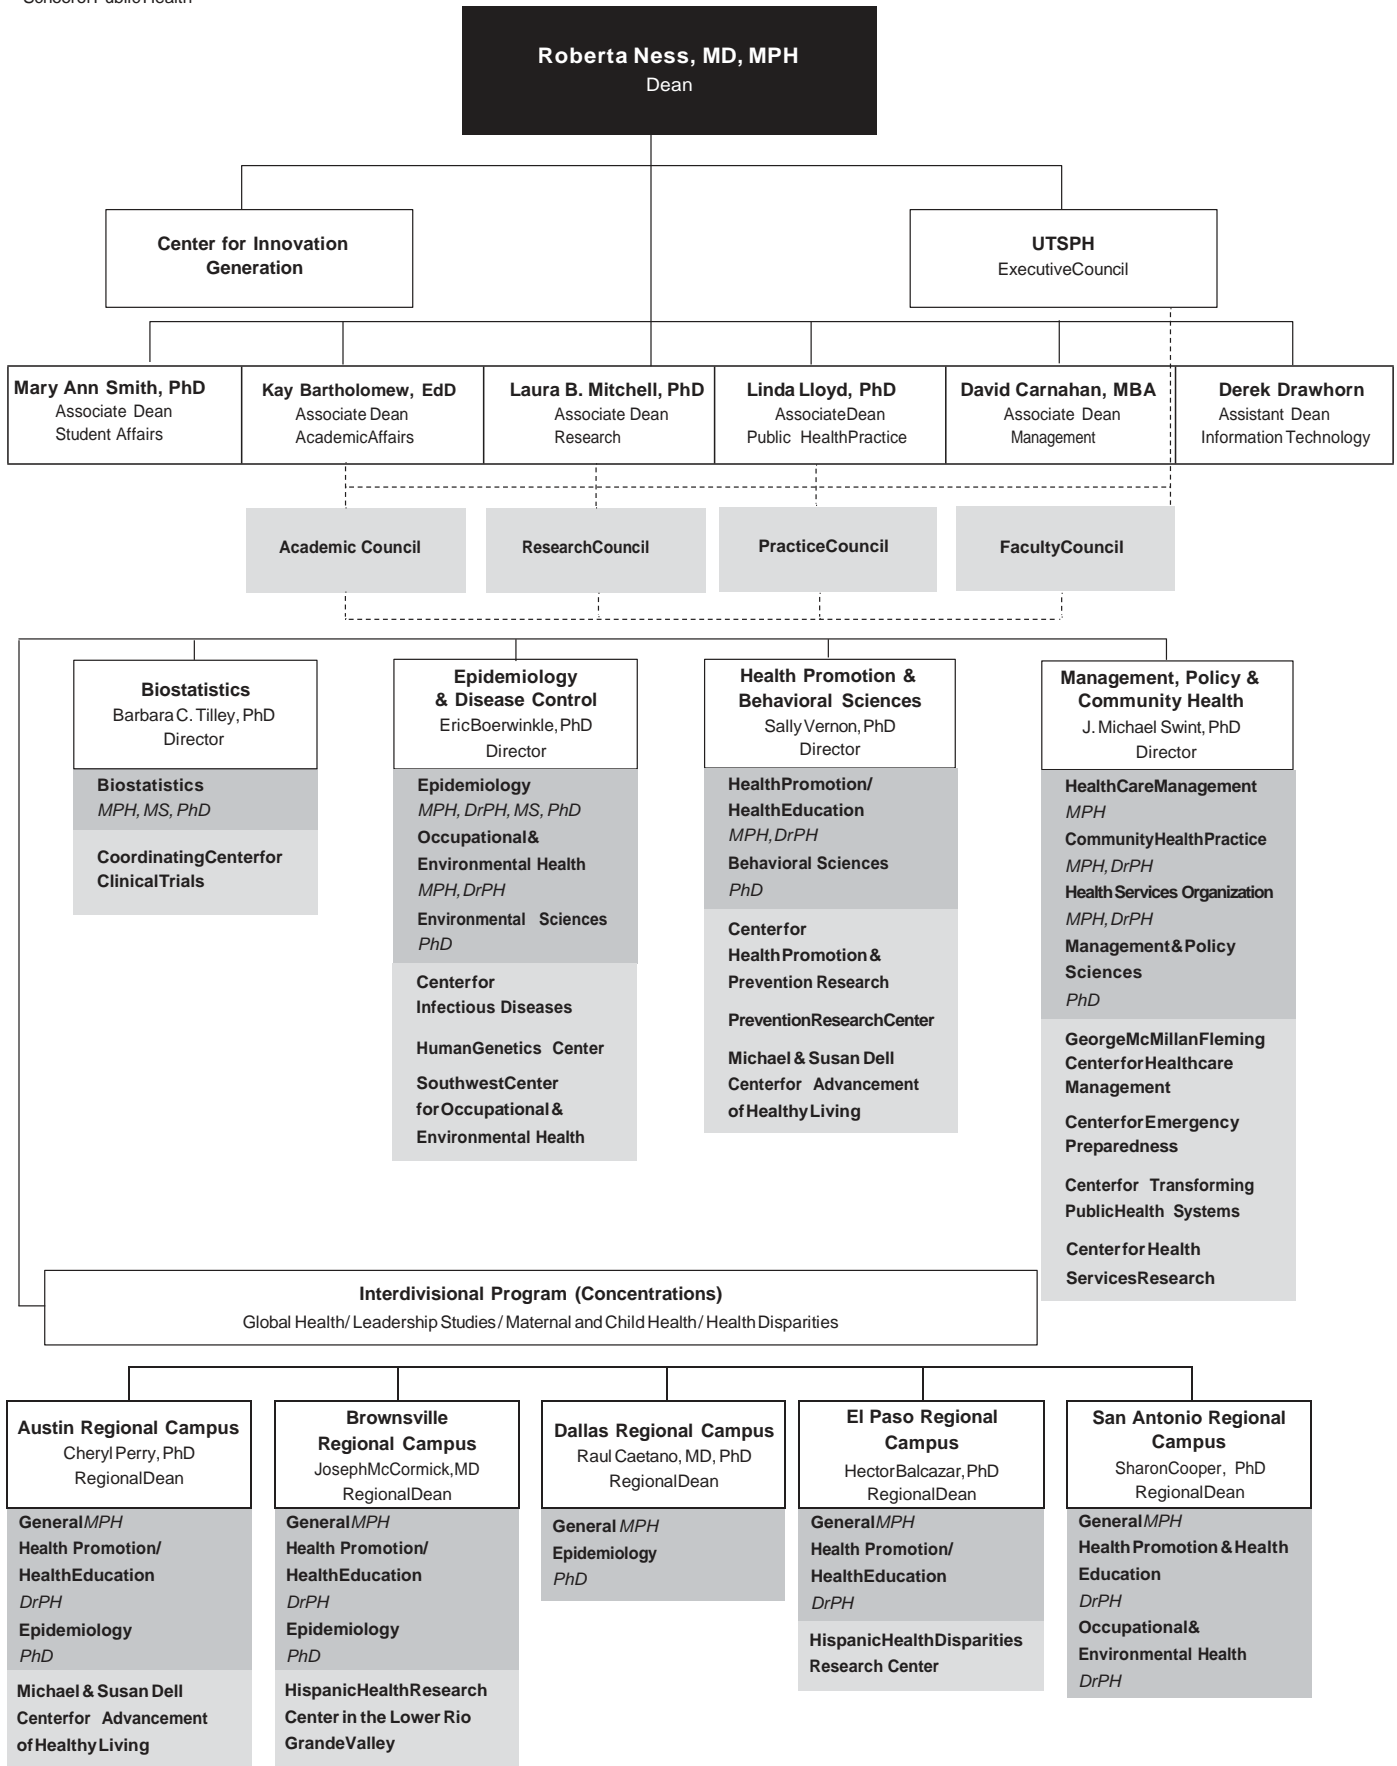 School of Public Health
Roberta Ness, MD, MPH
Dean
Center for Innovation
Generation
UTSPH
ExecutiveCouncil
Mary Ann Smith, PhD
Associate Dean
Student Affairs
Kay Bartholomew, EdD
Associate Dean
AcademicAffairs
Laura B. Mitchell, PhD
Associate Dean
Research
Linda Lloyd, PhD
AssociateDean
Public HealthPractice
David Carnahan, MBA
Associate Dean
Management
Derek Drawhorn
Assistant Dean
Information Technology
Academic Council
ResearchCouncil
PracticeCouncil
FacultyCouncil
Biostatistics
Barbara C. Tilley, PhD
Director
Biostatistics
MPH, MS, PhD
CoordinatingCenterfor
ClinicalTrials
Epidemiology
& Disease Control
EricBoerwinkle, PhD
Director
Epidemiology
MPH, DrPH, MS, PhD
Occupational&
Environmental Health
MPH, DrPH
Environmental Sciences
PhD
Centerfor
Infectious Diseases
HumanGenetics Center
SouthwestCenter
forOccupational&
Environmental Health
Health Promotion &
Behavioral Sciences
Sally Vernon, PhD
Director
HealthPromotion/
HealthEducation
MPH, DrPH
Behavioral Sciences
PhD
Centerfor
HealthPromotion&
Prevention Research
PreventionResearchCenter
Michael & Susan Dell
Centerfor Advancement
ofHealthyLiving
Management, Policy &
Community Health
J. Michael Swint, PhD
Director
HealthCareManagement
MPH
CommunityHealthPractice
MPH, DrPH
Health Services Organization
MPH, DrPH
Management& Policy
Sciences
PhD
GeorgeMcMillanFleming
CenterforHealthcare
Management
CenterforEmergency
Preparedness
Centerfor Transforming
PublicHealth Systems
CenterforHealth
ServicesResearch
Interdivisional Program (Concentrations)
Global Health/ Leadership Studies/ Maternal and Child Health/ Health Disparities
Austin Regional Campus
Cheryl Perry, PhD
RegionalDean
GeneralMPH
Health Promotion/
HealthEducation
DrPH
Epidemiology
PhD
Michael & Susan Dell
Centerfor Advancement
ofHealthyLiving
Brownsville
Regional Campus
JosephMcCormick,MD
RegionalDean
GeneralMPH
Health Promotion/
HealthEducation
DrPH
Epidemiology
PhD
HispanicHealthResearch
Center in the Lower Rio
GrandeValley
Dallas Regional Campus
Raul Caetano, MD, PhD
RegionalDean
General MPH
Epidemiology
PhD
El Paso Regional
Campus
HectorBalcazar, PhD
RegionalDean
GeneralMPH
Health Promotion/
HealthEducation
DrPH
HispanicHealthDisparities
Research Center
San Antonio Regional
Campus
SharonCooper, PhD
RegionalDean
GeneralMPH
Health Promotion & Health
Education
DrPH
Occupational&
Environmental Health
DrPH